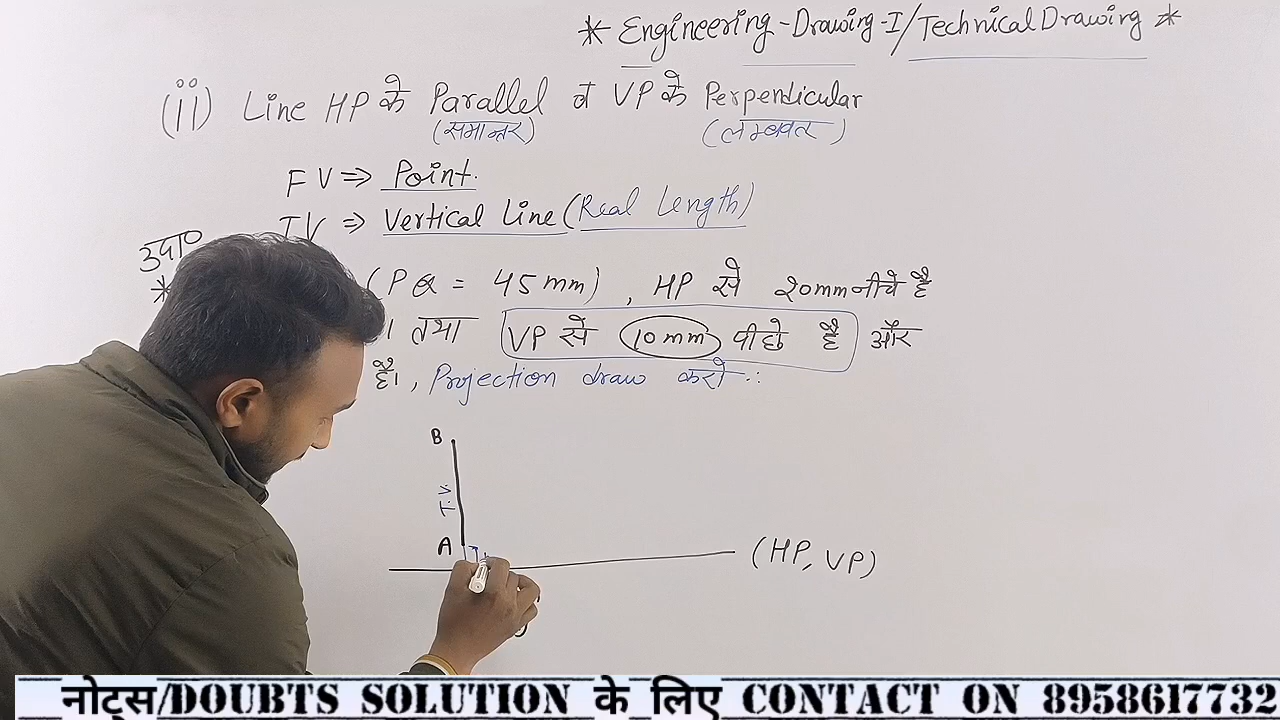 * Engineering-Drawing-I/Technical Drawing *
(ii) Line HP के Parallel व VP के Perpendicular
(समान्तर) (लम्बवत)
FV ⇒ Point.
TV ⇒ Vertical Line (Real Length)
उदा०
* (PQ = 45 mm), HP से 20mm नीचे है
। तथा VP से 10 mm पीछे है और
है।, Projection draw करो ∴
B
T.V.
A
(HP, VP)
नोट्स/DOUBTS SOLUTION के लिए CONTACT ON 8958617732